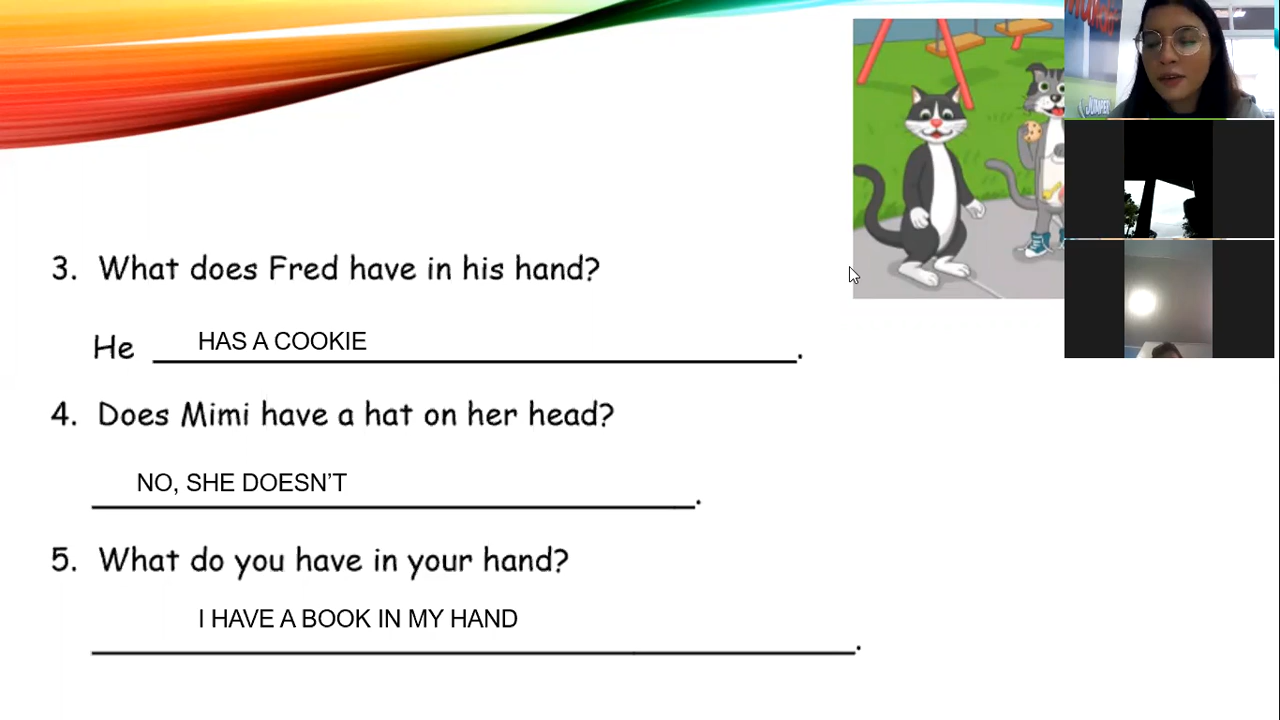 3. What does Fred have in his hand?
He HAS A COOKIE.
4. Does Mimi have a hat on her head?
NO, SHE DOESN'T.
5. What do you have in your hand?
I HAVE A BOOK IN MY HAND.